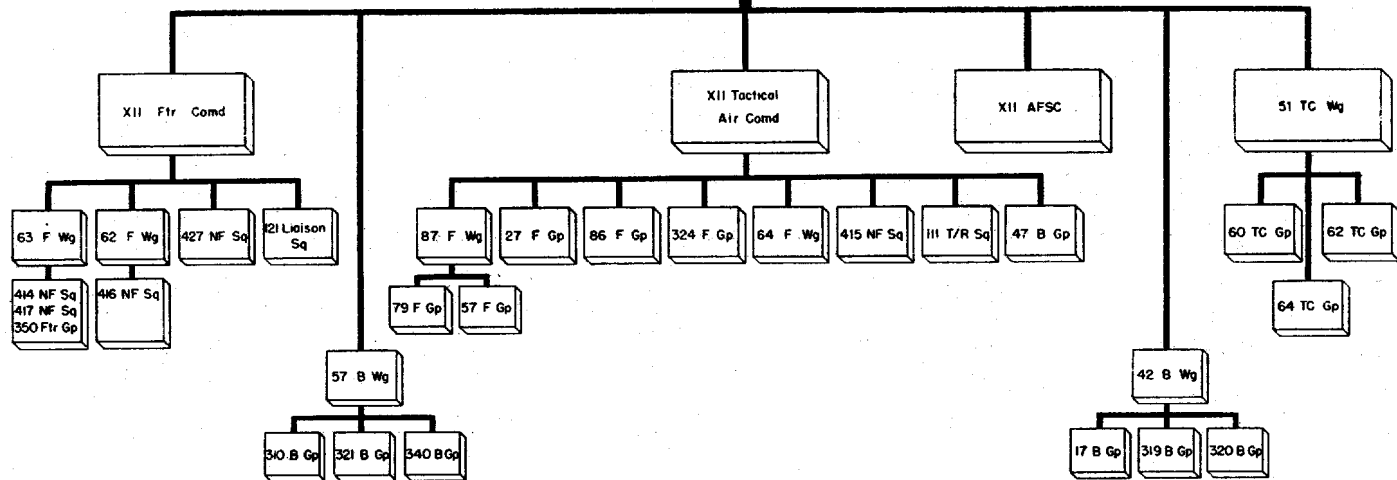 XII Ftr Comd
XII Tactical
Air Comd
XII AFSC
51 TC Wg
63 F Wg
62 F Wg
427 NF Sq
121 Liaison
Sq
87 F Wg
27 F Gp
86 F Gp
324 F Gp
64 F Wg
415 NF Sq
111 T/R Sq
47 B Gp
60 TC Gp
62 TC Gp
414 NF Sq
417 NF Sq
350 Ftr Gp
416 NF Sq
79 F Gp
57 F Gp
64 TC Gp
57 B Wg
42 B Wg
310 B Gp
321 B Gp
340 B Gp
17 B Gp
319 B Gp
320 B Gp